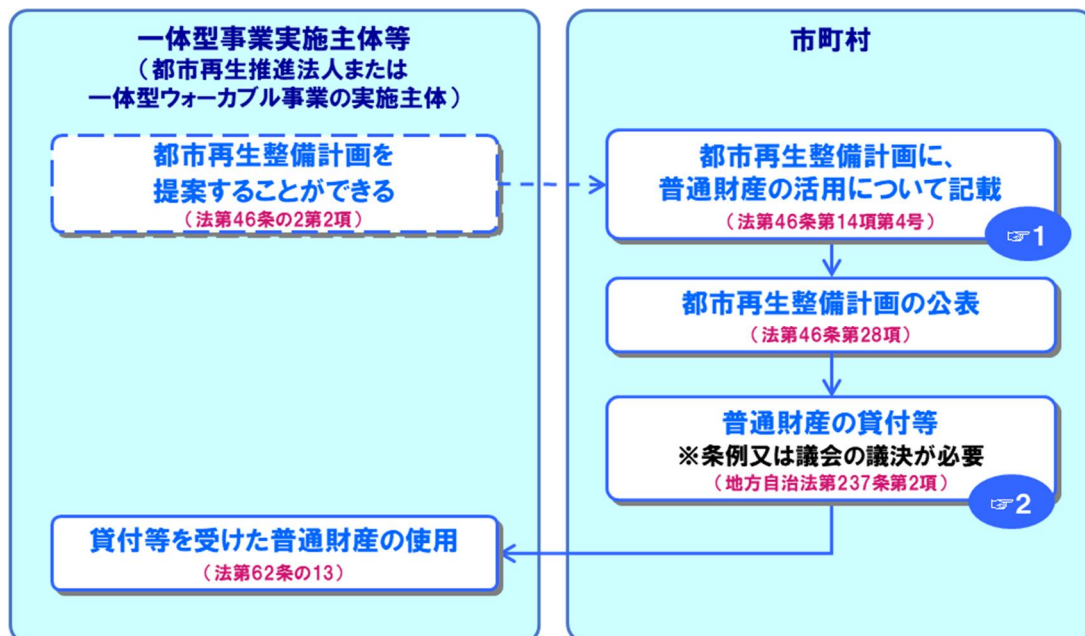 一体型事業実施主体等
（都市再生推進法人または
一体型ウォーカブル事業の実施主体）
都市再生整備計画を
提案することができる
（法第46条の2第2項）
市町村
都市再生整備計画に、
普通財産の活用について記載
（法第46条第14項第4号）
☞1
都市再生整備計画の公表
（法第46条第28項）
普通財産の貸付等
※条例又は議会の議決が必要
（地方自治法第237条第2項）
☞2
貸付等を受けた普通財産の使用
（法第62条の13）